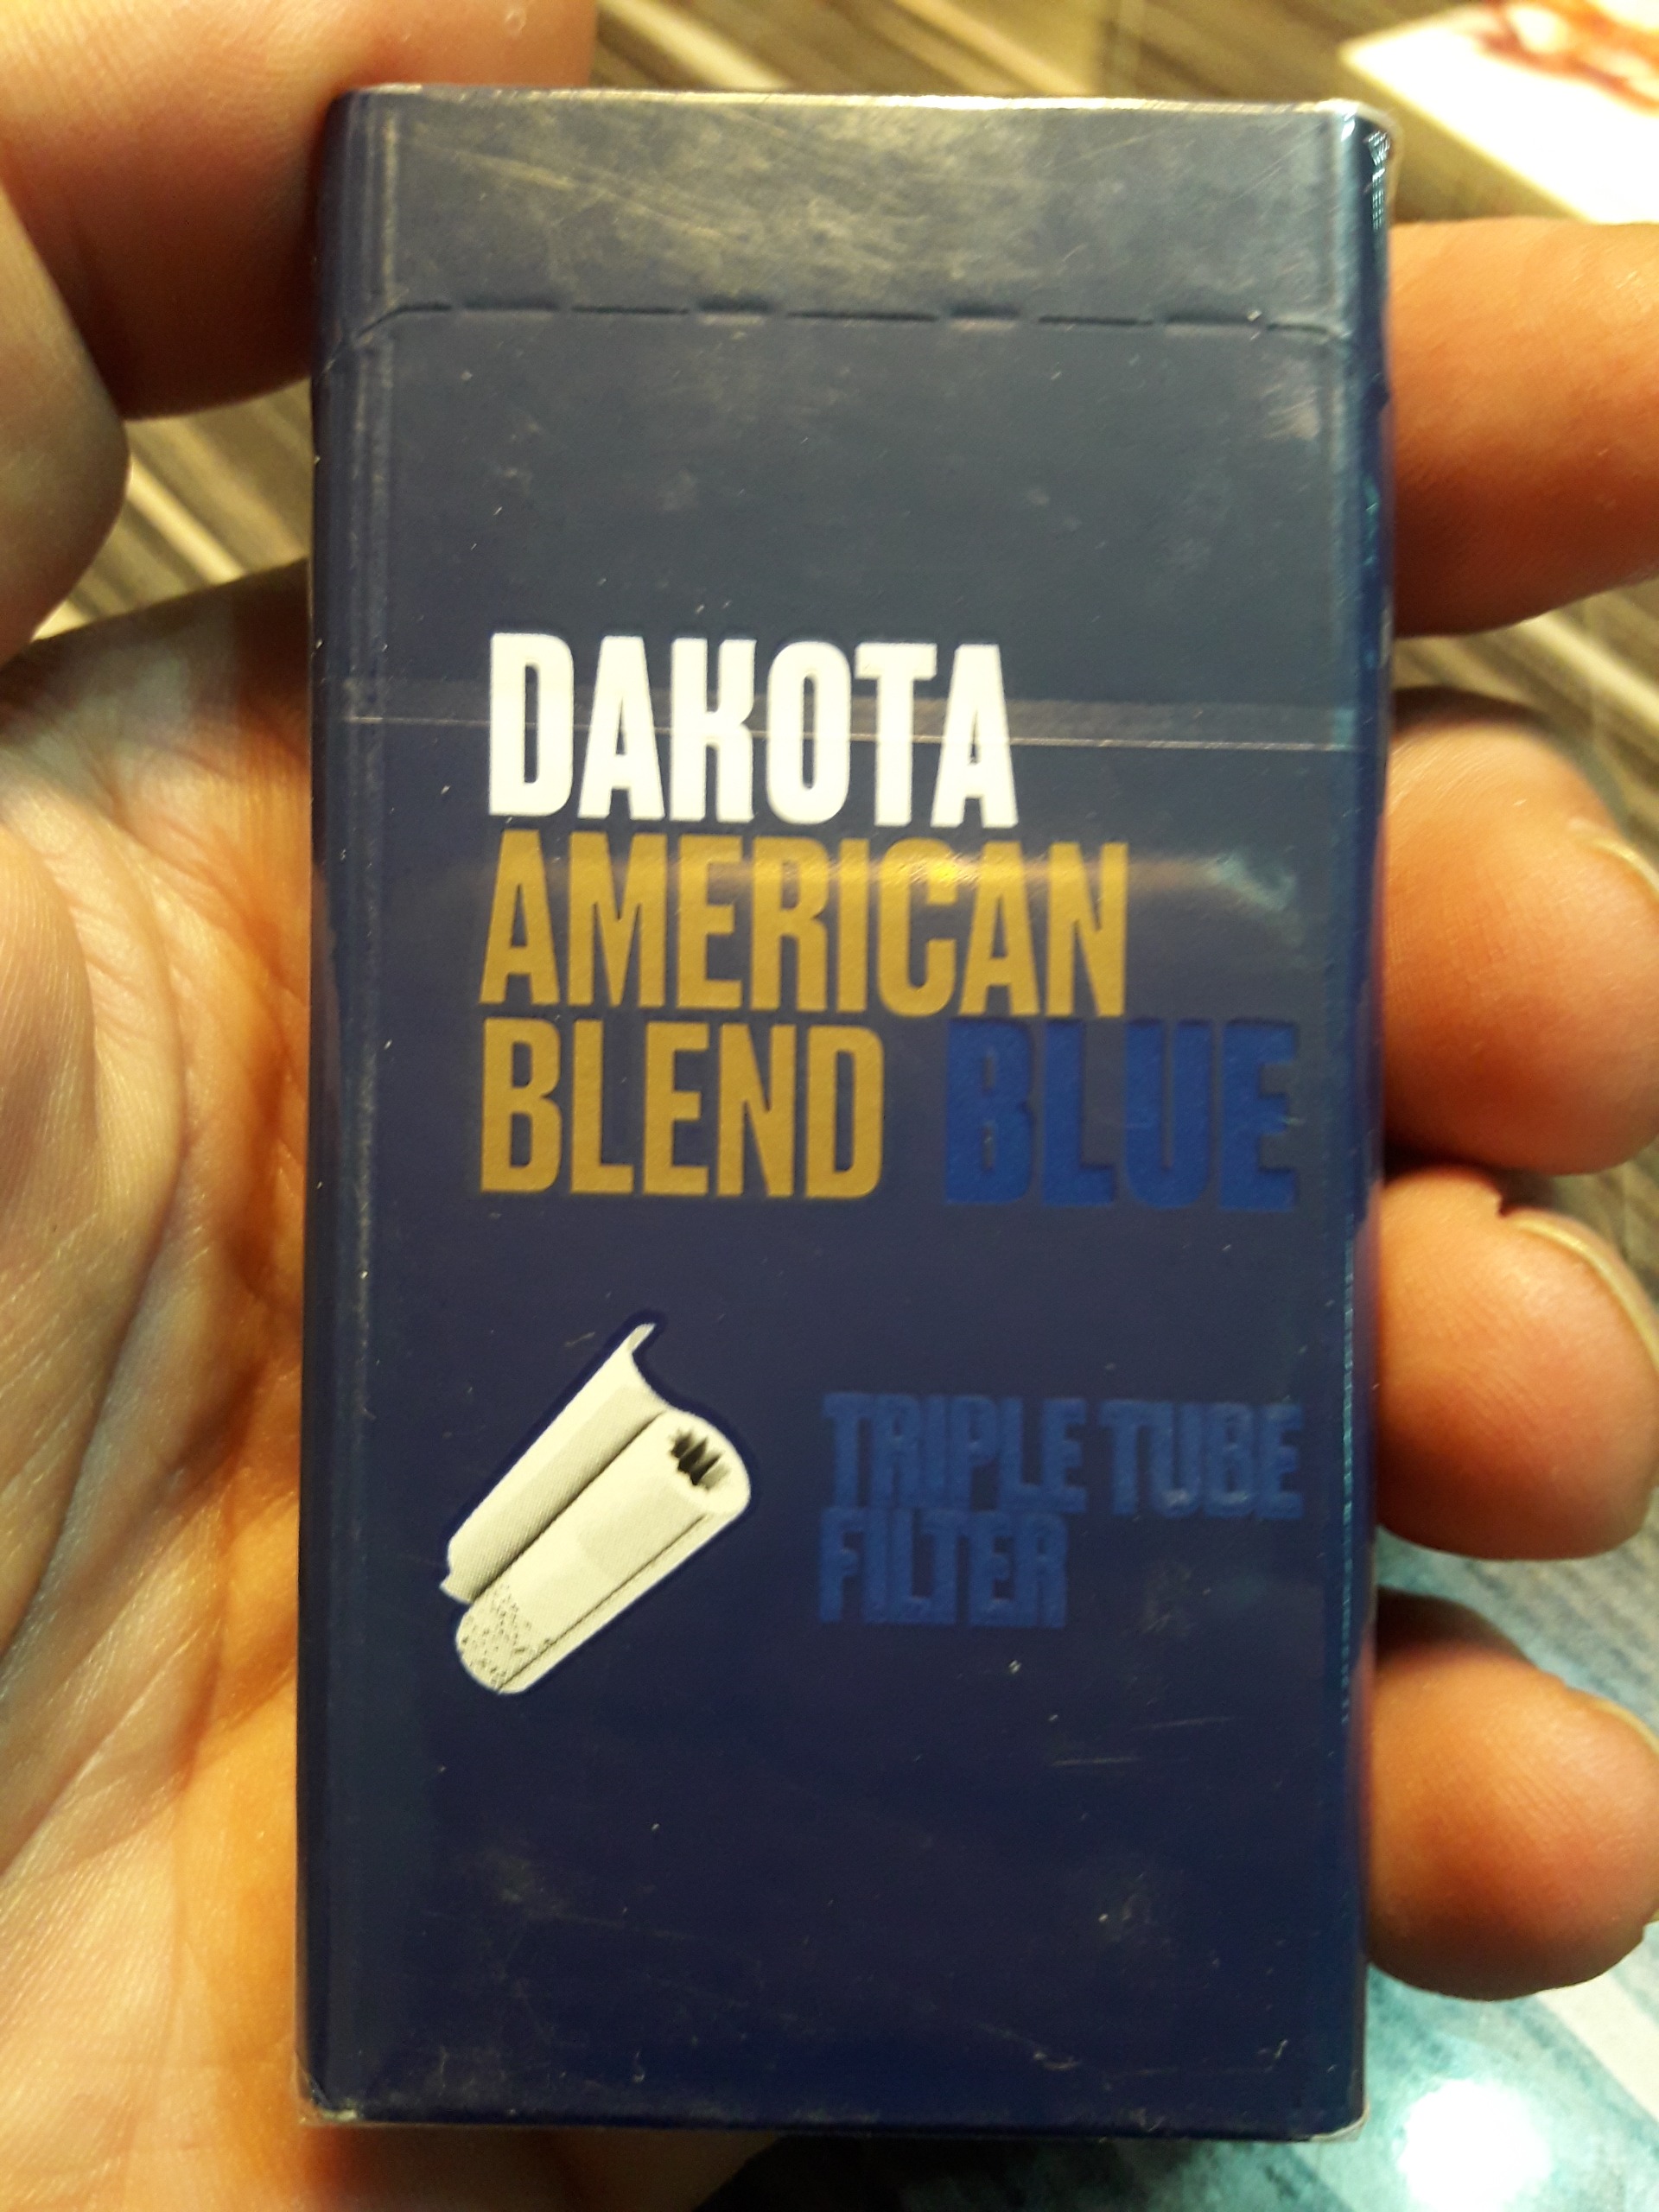 DAKOTA
AMERICAN
BLEND BLUE
TRIPLE TUBE
FILTER